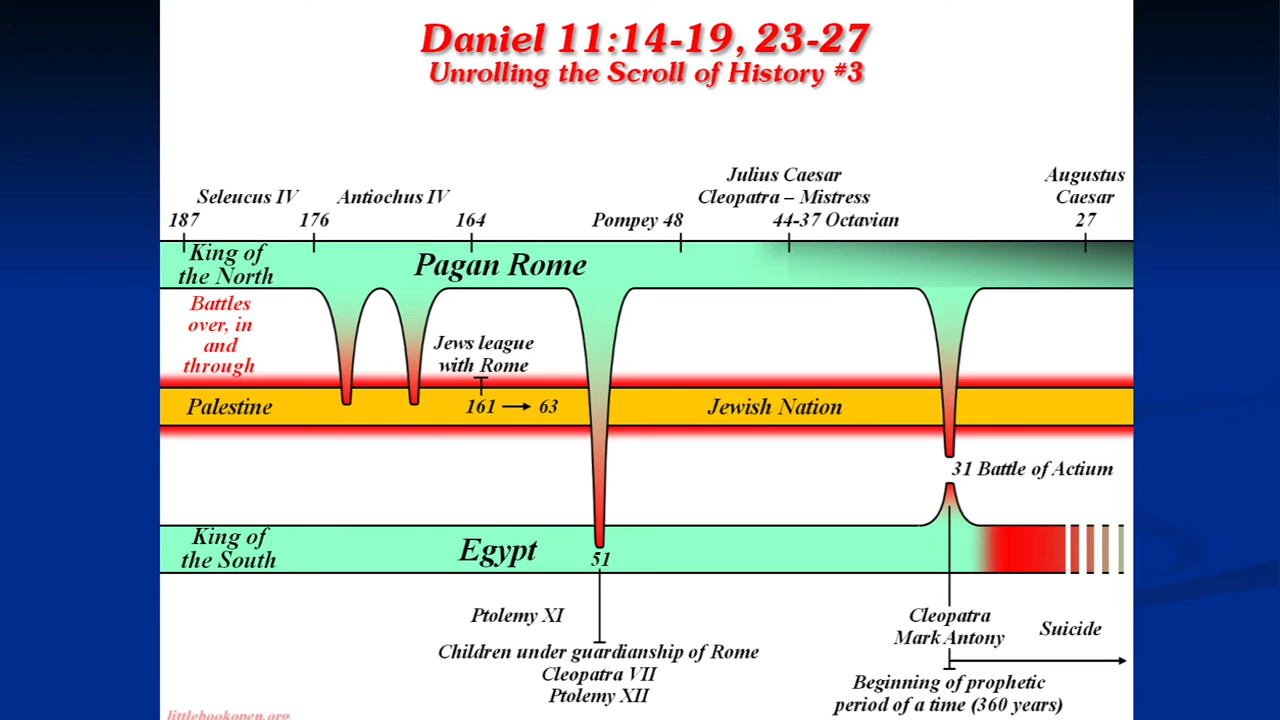 Daniel 11:14-19, 23-27
Unrolling the Scroll of History #3
Julius Caesar
Augustus
Seleucus IV
Antiochus IV
Cleopatra – Mistress
Caesar
187
176
164
Pompey 48
44-37 Octavian
27
King of
the North
Pagan Rome
Battles
over, in
and
through
Jews league
with Rome
Palestine
161
63
Jewish Nation
31 Battle of Actium
King of
the South
Egypt
51
Ptolemy XI
Cleopatra
Mark Antony
Suicide
Children under guardianship of Rome
Cleopatra VII
Ptolemy XII
Beginning of prophetic
period of a time (360 years)
littlebookopen.org